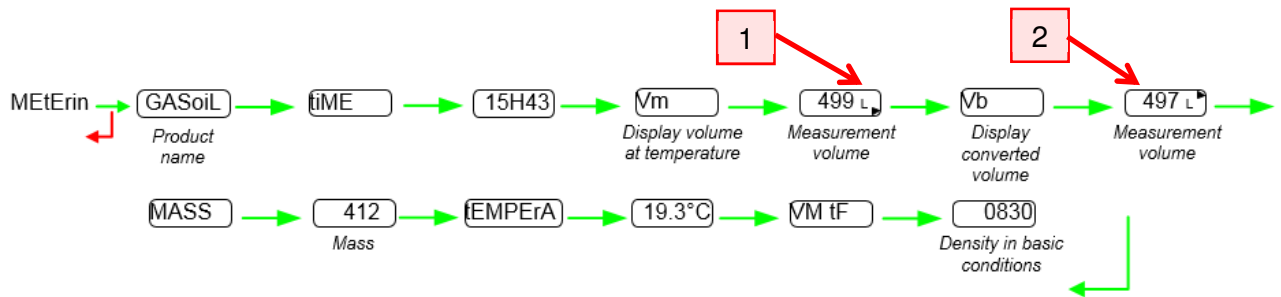 1
2
MEtErin
GASoiL
tiME
15H43
Vm
499 L
Vb
497 L
Product
name
Display volume
at temperature
Measurement
volume
Display
converted
volume
Measurement
volume
MASS
412
tEMPErA
19.3°C
VM tF
0830
Mass
Density in basic
conditions